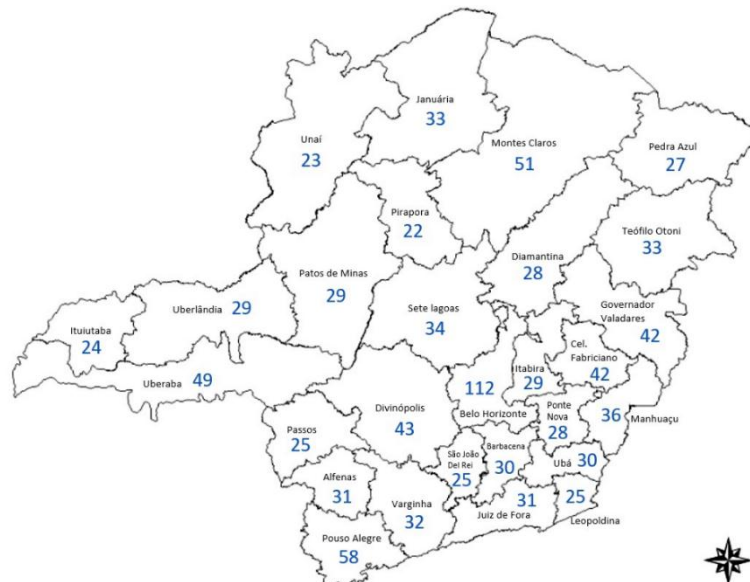 Januária
33
Unaí
23
Montes Claros
51
Pedra Azul
27
Pirapora
22
Teófilo Otoni
33
Diamantina
28
Patos de Minas
29
Uberlândia 29
Sete lagoas
34
Governador
Valadares
42
Ituiutaba
24
Cel.
Fabriciano
42
Itabira
29
Uberaba 49
112
Belo Horizonte
Divinópolis
43
Ponte
Nova
28
36
Manhuaçu
Passos
25
São João
Del Rei
25
Barbacena
30
Ubá 30
Alfenas
31
Varginha
32
31
Juiz de Fora
25
Leopoldina
Pouso Alegre
58